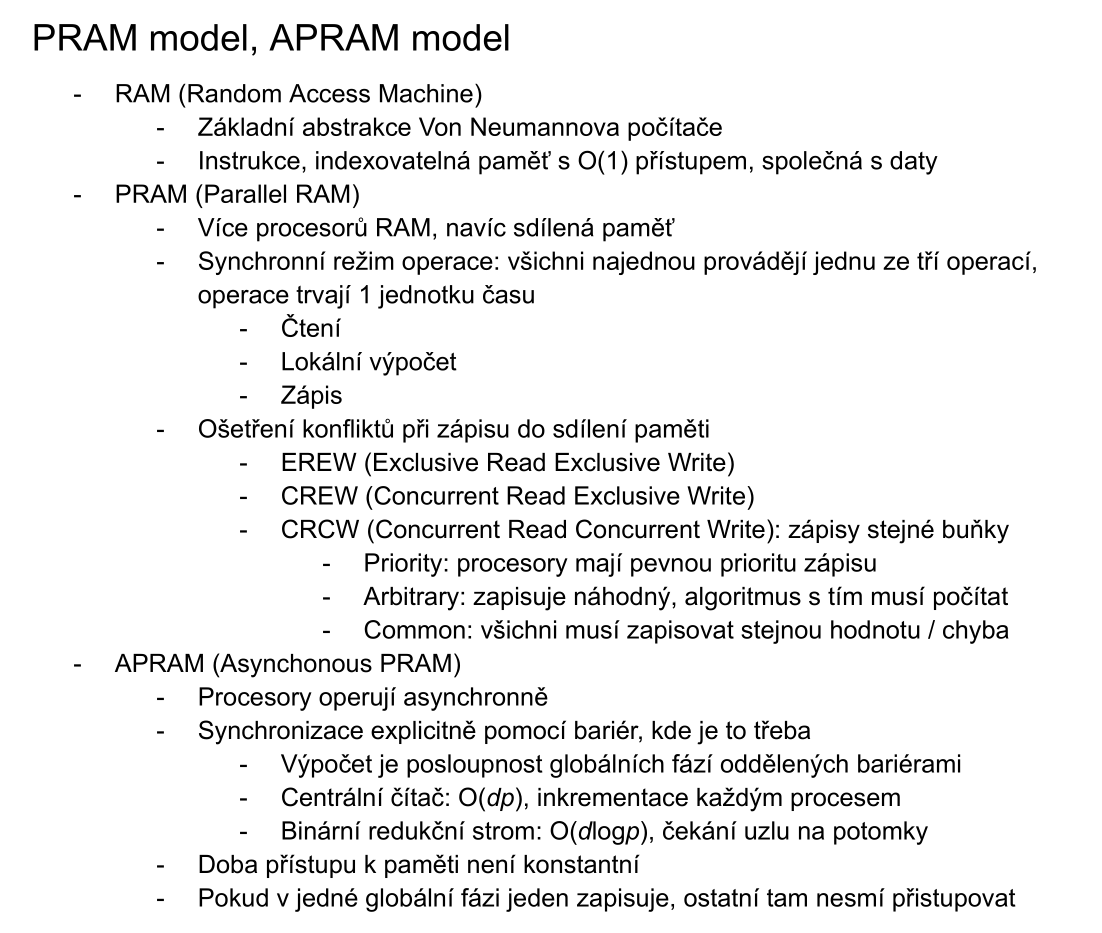 PRAM model, APRAM model
- RAM (Random Access Machine)
- Základní abstrakce Von Neumannova počítače
- Instrukce, indexovatelná paměť s O(1) přístupem, společná s daty
- PRAM (Parallel RAM)
- Více procesorů RAM, navíc sdílená paměť
- Synchronní režim operace: všichni najednou provádějí jednu ze tří operací,
operace trvají 1 jednotku času
- Čtení
- Lokální výpočet
- Zápis
- Ošetření konfliktů při zápisu do sdílení paměti
- EREW (Exclusive Read Exclusive Write)
- CREW (Concurrent Read Exclusive Write)
- CRCW (Concurrent Read Concurrent Write): zápisy stejné buňky
- Priority: procesory mají pevnou prioritu zápisu
- Arbitrary: zapisuje náhodný, algoritmus s tím musí počítat
- Common: všichni musí zapisovat stejnou hodnotu / chyba
- APRAM (Asynchonous PRAM)
- Procesory operují asynchronně
- Synchronizace explicitně pomocí bariér, kde je to třeba
- Výpočet je posloupnost globálních fází oddělených bariérami
- Centrální čítač: O(dp), inkrementace každým procesem
- Binární redukční strom: O(dlogp), čekání uzlu na potomky
- Doba přístupu k paměti není konstantní
- Pokud v jedné globální fázi jeden zapisuje, ostatní tam nesmí přistupovat